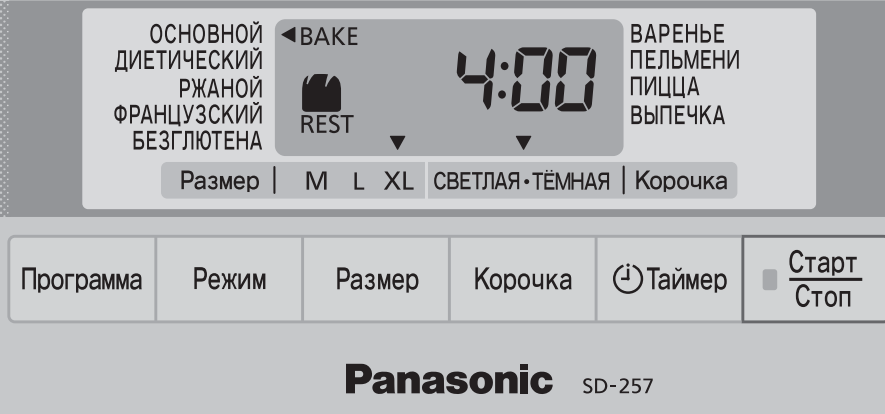 ОСНОВНОЙ
ДИЕТИЧЕСКИЙ
РЖАНОЙ
ФРАНЦУЗСКИЙ
БЕЗГЛЮТЕНА
BAKE
REST
4:00
ВАРЕНЬЕ
ПЕЛЬМЕНИ
ПИЦЦА
ВЫПЕЧКА
Размер | M L XL СВЕТЛАЯ•ТЁМНАЯ | Корочка
Программа
Режим
Размер
Корочка
Таймер
Старт
Стоп
Panasonic SD-257